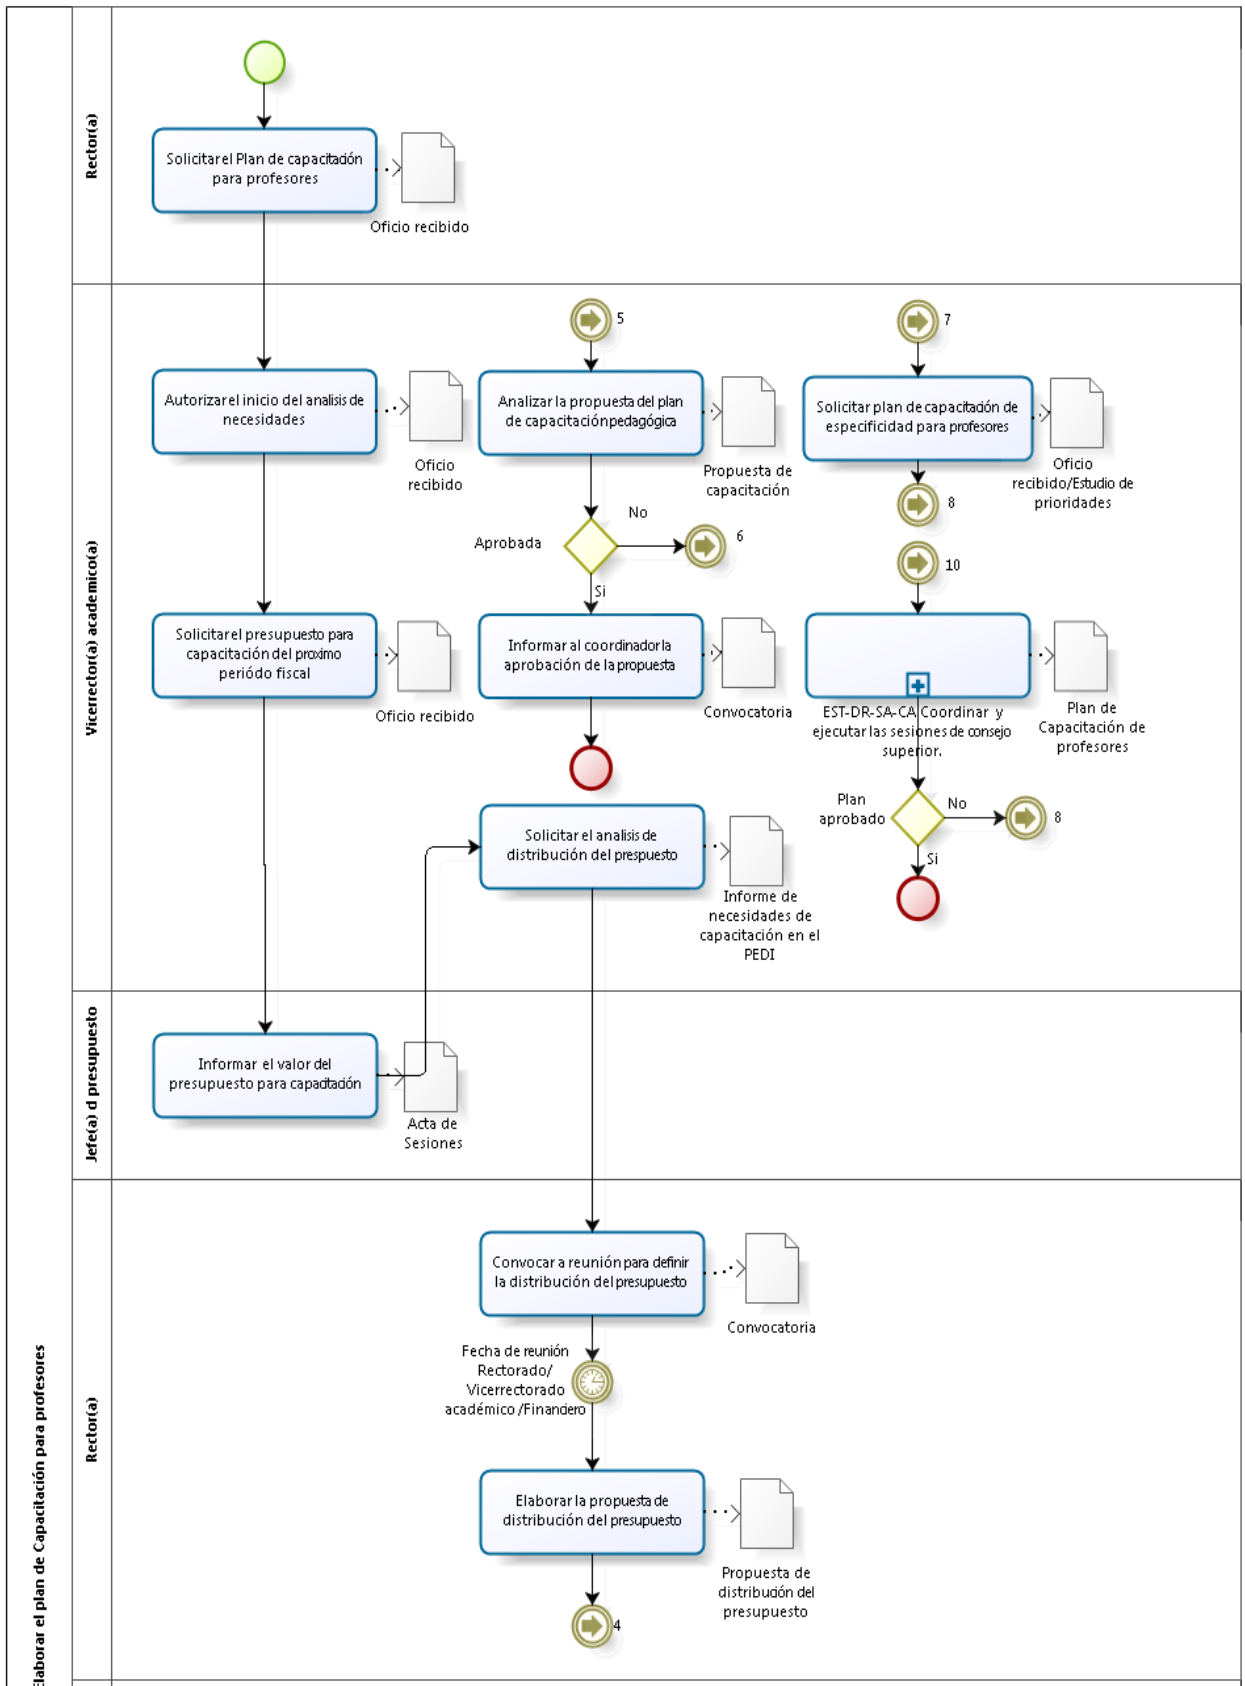 Elaborar el plan de Capacitación para profesores
Rector(a)
Solicitar el Plan de capacitación
para profesores
Oficio recibido
Vicerrector(a) academico(a)
5
7
Autorizar el inicio del analisis de
necesidades
Oficio
recibido
Analizar la propuesta del plan
de capacitación pedagógica
Propuesta de
capacitación
Solicitar plan de capacitación de
especificidad para profesores
Oficio
recibido/Estudio de
prioridades
8
No
Aprobada
6
Si
10
Solicitar el presupuesto para
capacitación del proximo
periódo fiscal
Oficio recibido
Informar al coordinador la
aprobación de la propuesta
Convocatoria
EST-DR-SA-CA Coordinar y
ejecutar las sesiones de consejo
superior.
Plan de
Capacitación de
profesores
Plan
aprobado
No
8
Si
Solicitar el analisis de
distribución del prespuesto
Informe de
necesidades de
capacitación en el
PEDI
Jefe(a) d presupuesto
Informar el valor del
presupuesto para capacitación
Acta de
Sesiones
Rector(a)
Convocar a reunión para definir
la distribución del presupuesto
Convocatoria
Fecha de reunión
Rectorado/
Vicerrectorado
académico /Financiero
Elaborar la propuesta de
distribución del presupuesto
Propuesta de
distribución del
presupuesto
4